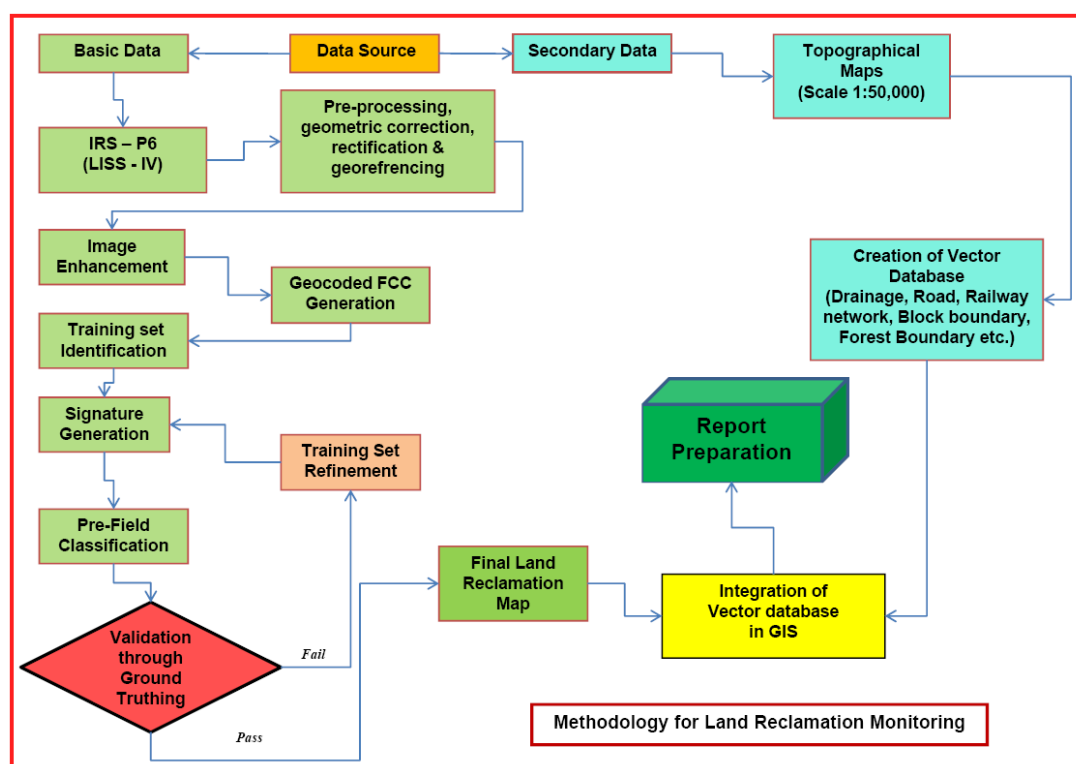 Basic Data
Data Source
Secondary Data
Topographical
Maps
(Scale 1:50,000)
IRS – P6
(LISS - IV)
Pre-processing,
geometric correction,
rectification &
georefrencing
Image
Enhancement
Geocoded FCC
Generation
Creation of Vector
Database
(Drainage, Road, Railway
network, Block boundary,
Forest Boundary etc.)
Training set
Identification
Signature
Generation
Training Set
Refinement
Report
Preparation
Pre-Field
Classification
Final Land
Reclamation
Map
Integration of
Vector database
in GIS
Validation
through
Ground
Truthing
Fail
Pass
Methodology for Land Reclamation Monitoring